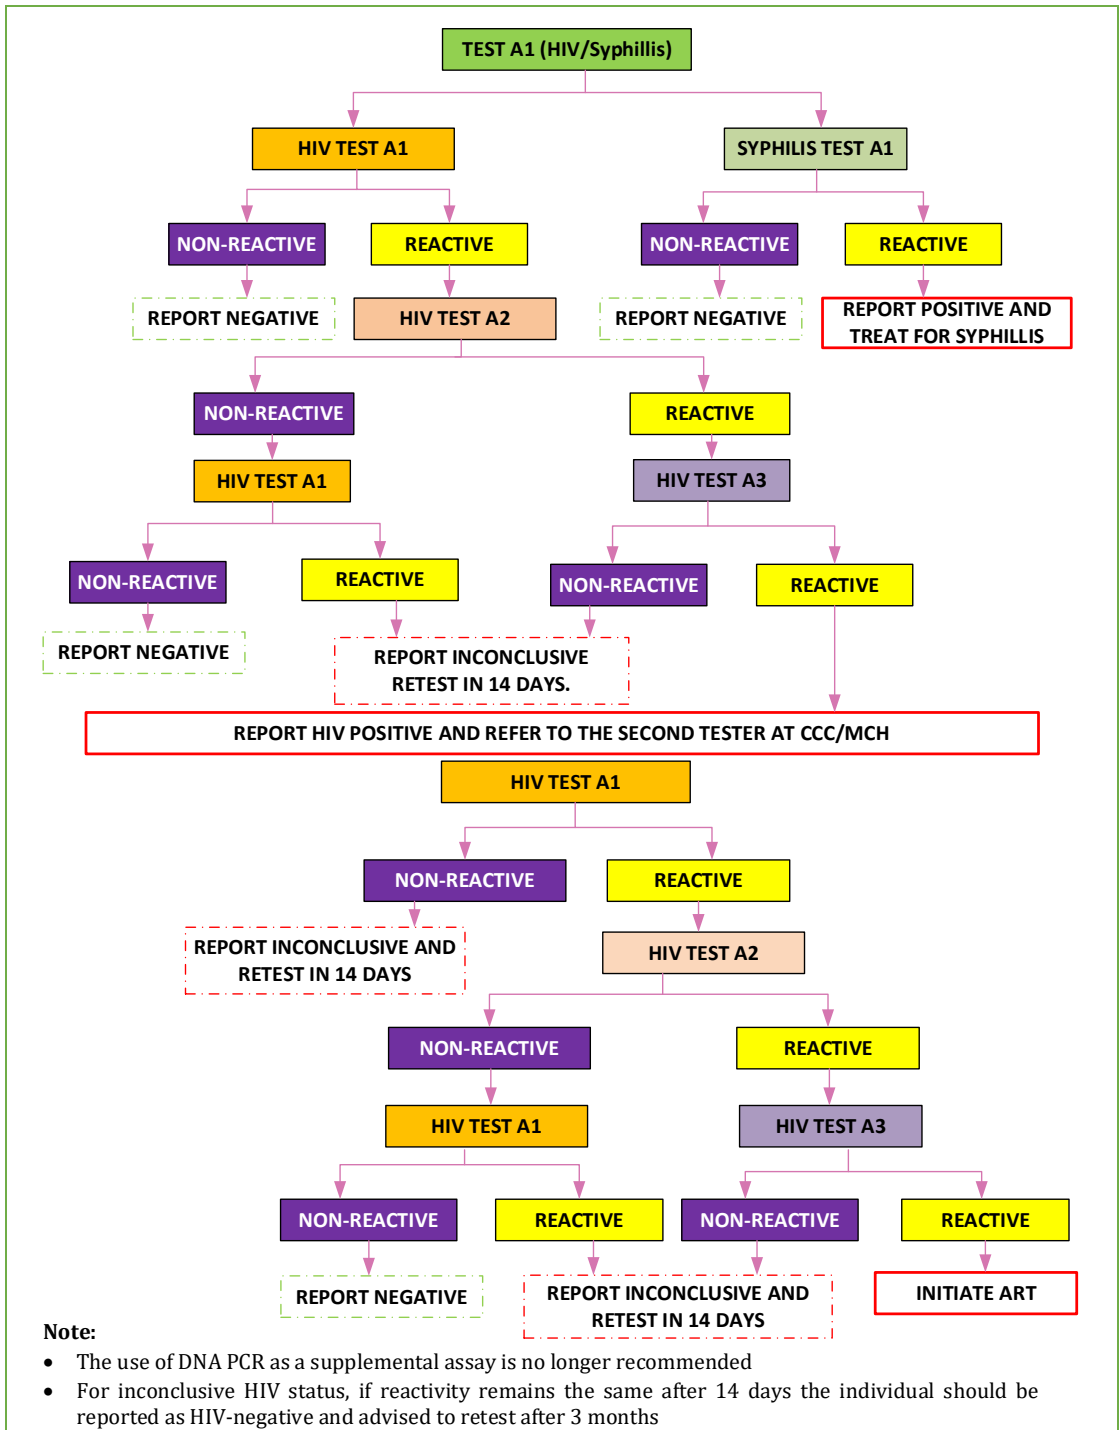 TEST A1 (HIV/Syphillis)
HIV TEST A1
SYPHILIS TEST A1
NON-REACTIVE
REACTIVE
NON-REACTIVE
REACTIVE
REPORT NEGATIVE
HIV TEST A2
REPORT NEGATIVE
REPORT POSITIVE AND
TREAT FOR SYPHILLIS
NON-REACTIVE
REACTIVE
HIV TEST A1
HIV TEST A3
NON-REACTIVE
REACTIVE
NON-REACTIVE
REACTIVE
REPORT NEGATIVE
REPORT INCONCLUSIVE
RETEST IN 14 DAYS.
REPORT HIV POSITIVE AND REFER TO THE SECOND TESTER AT CCC/MCH
HIV TEST A1
NON-REACTIVE
REACTIVE
REPORT INCONCLUSIVE AND
RETEST IN 14 DAYS
HIV TEST A2
NON-REACTIVE
REACTIVE
HIV TEST A1
HIV TEST A3
NON-REACTIVE
REACTIVE
NON-REACTIVE
REACTIVE
REPORT NEGATIVE
REPORT INCONCLUSIVE AND
RETEST IN 14 DAYS
INITIATE ART
Note:
• The use of DNA PCR as a supplemental assay is no longer recommended
• For inconclusive HIV status, if reactivity remains the same after 14 days the individual should be
reported as HIV-negative and advised to retest after 3 months